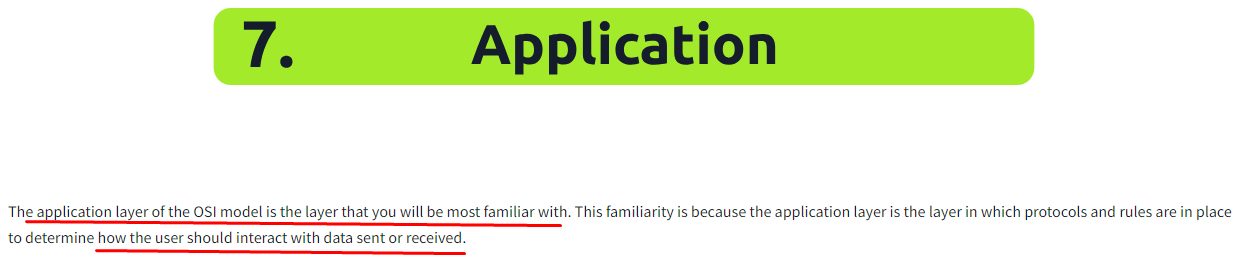 7. Application
The application layer of the OSI model is the layer that you will be most familiar with. This familiarity is because the application layer is the layer in which protocols and rules are in place
to determine how the user should interact with data sent or received.